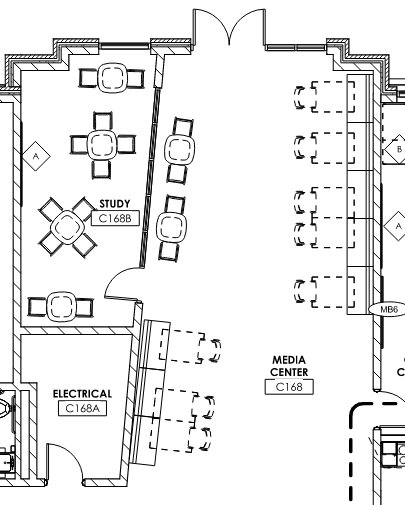 A
B
STUDY
C168B
A
MB6
MEDIA
CENTER
C168
C
ELECTRICAL
C168A